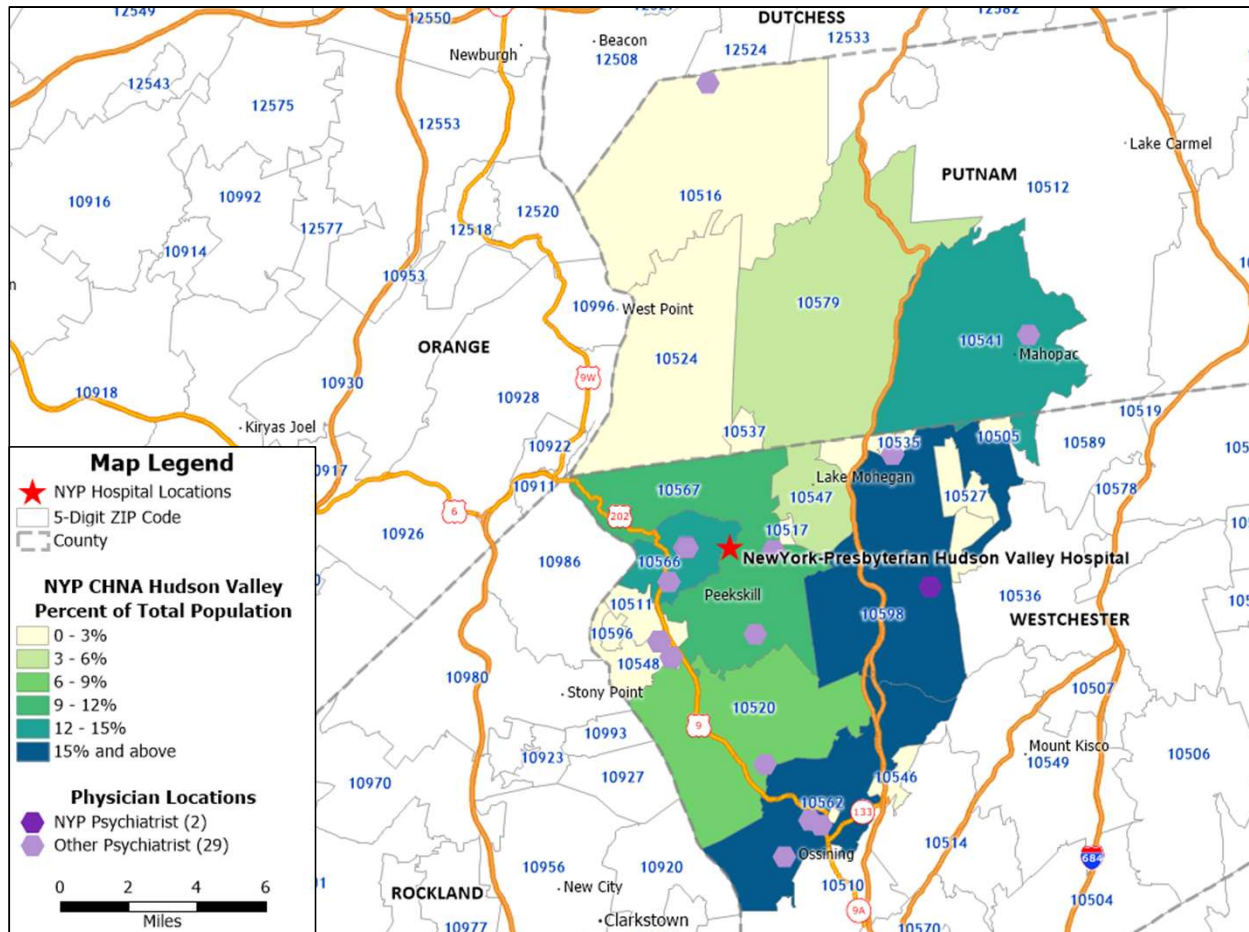 12549
12550
DUTCHESS
12582
12533
Newburgh
Beacon
12508
12524
12543
12575
12553
Lake Carmel
PUTNAM
10512
10916
10992
10516
12577
12520
12518
10914
10953
10996
West Point
10579
ORANGE
10541
Mahopac
10524
9W
10930
10918
10928
10519
Kiryas Joel
10537
10922
10535
10505
10589
10917
10911
Lake Mohegan
10578
10567
10547
10527
6
202
10517
10926
NewYork-Presbyterian Hudson Valley Hospital
10986
10566
Peekskill
10536
10511
10598
WESTCHESTER
10596
10548
10980
Stony Point
10507
10520
9
10993
Mount Kisco
10549
10506
10923
10927
10546
10970
10562
133
10514
Ossining
684
10956
10920
10510
ROCKLAND
New City
10504
9A
Clarkstown
10977
10570
Map Legend
NYP Hospital Locations
5-Digit ZIP Code
County
NYP CHNA Hudson Valley
Percent of Total Population
0 - 3%
3 - 6%
6 - 9%
9 - 12%
12 - 15%
15% and above
Physician Locations
NYP Psychiatrist (2)
Other Psychiatrist (29)
0 2 4 6
Miles